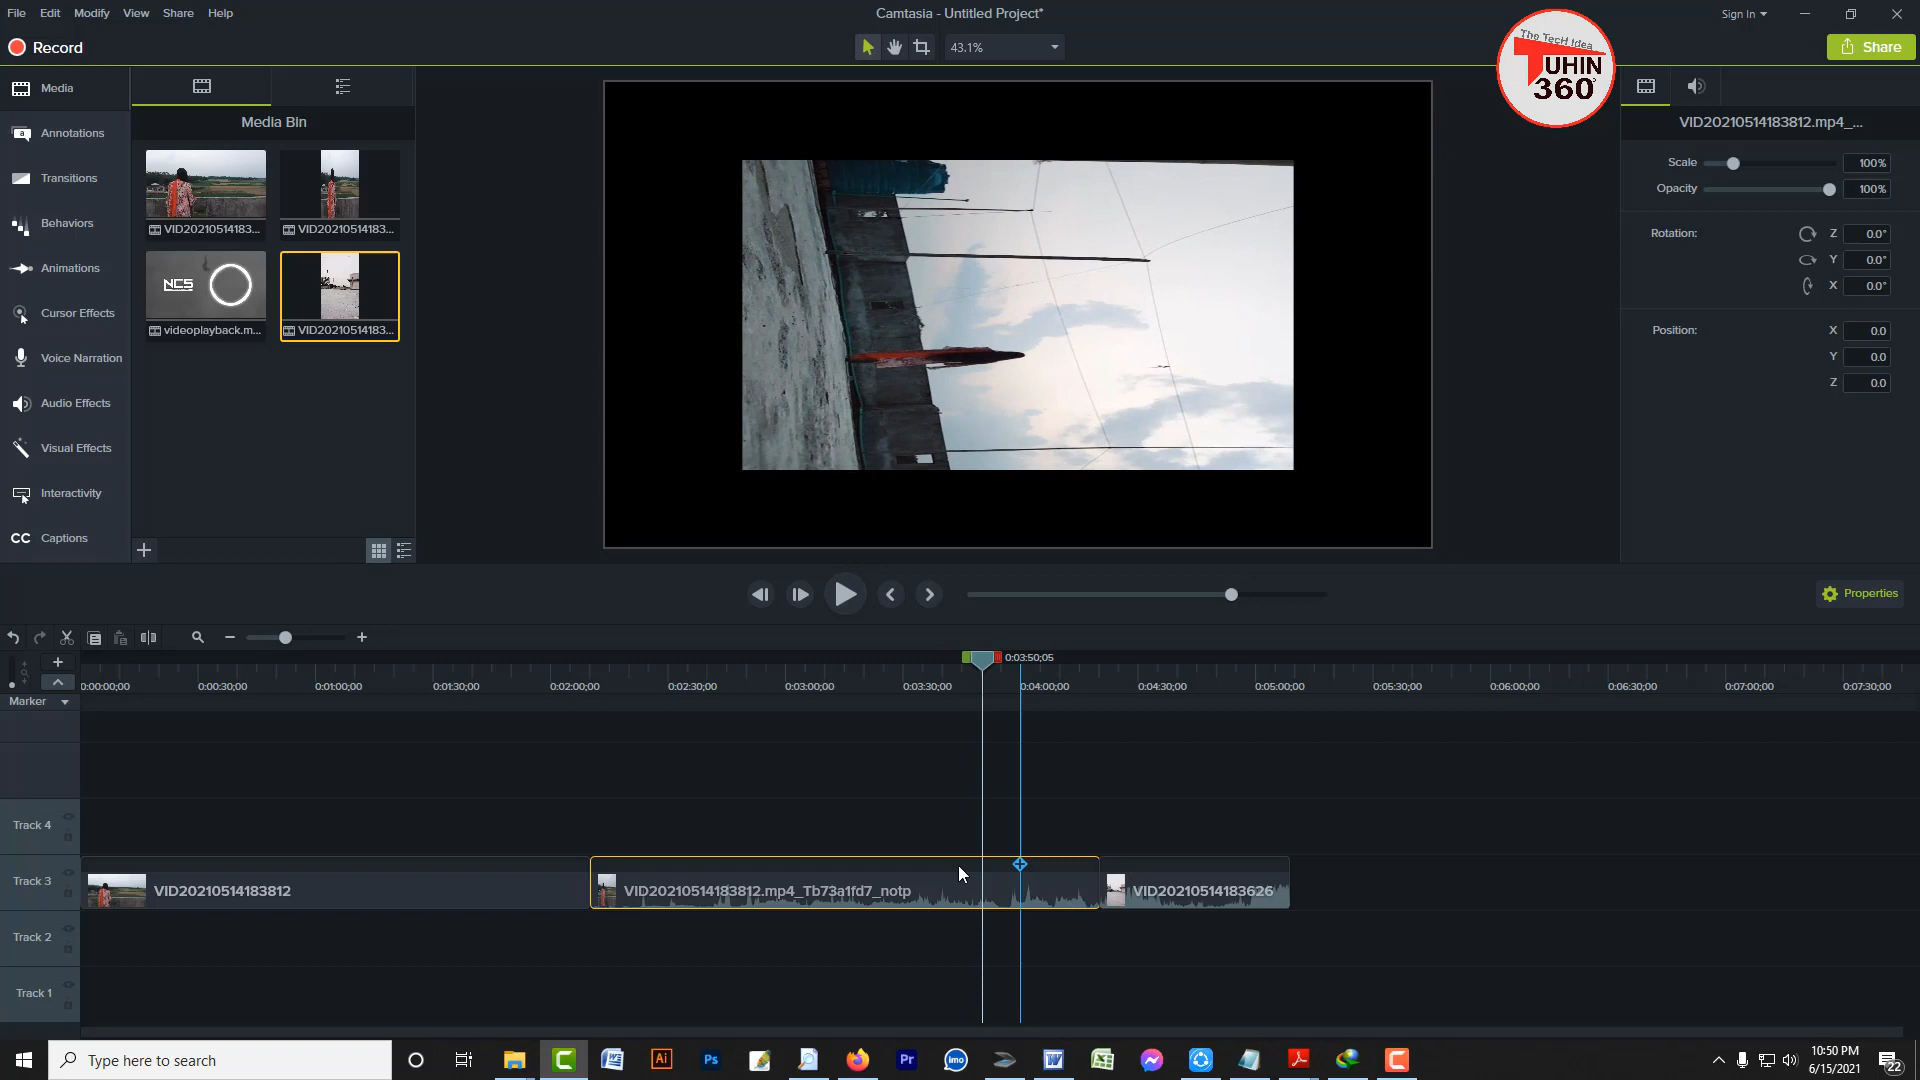 File Edit Modify View Share Help
Camtasia - Untitled Project*
Sign In
Record
43.1%
The TecH Idea
TUHIN
360°
Share
Media
Annotations
Transitions
Behaviors
Animations
Cursor Effects
Voice Narration
Audio Effects
Visual Effects
Interactivity
CC Captions
Media Bin
VID20210514183...
VID20210514183...
NCS
videoplayback.m...
VID20210514183...
VID20210514183812.mp4_...
Scale 100%
Opacity 100%
Rotation: Z 0.0°
Y 0.0°
X 0.0°
Position: X 0.0
Y 0.0
Z 0.0
Properties
0:03:50;05
0:00:00;00 0:00:30;00 0:01:00;00 0:01:30;00 0:02:00;00 0:02:30;00 0:03:00;00 0:03:30;00 0:04:00;00 0:04:30;00 0:05:00;00 0:05:30;00 0:06:00;00 0:06:30;00 0:07:00;00 0:07:30;00
Marker
Track 4
Track 3
VID20210514183812
VID20210514183812.mp4_Tb73a1fd7_notp
VID20210514183626
Track 2
Track 1
Type here to search
Ai
Ps
Pr
imo
10:50 PM
6/15/2021
22